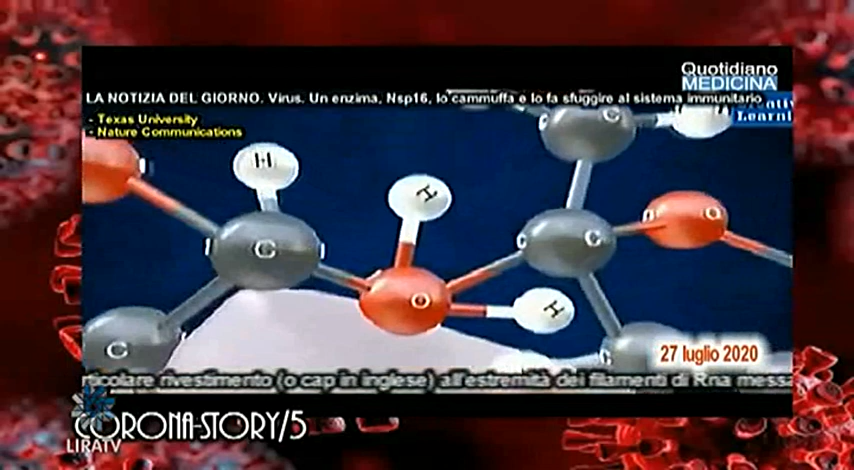 Quotidiano
MEDICINA
LA NOTIZIA DEL GIORNO. Virus. Un enzima, Nsp16, lo cammuffa e lo fa sfuggire al sistema immunitario
- Texas University
- Nature Communications
Learni
H
H
C
C
C
O
O
H
C
27 luglio 2020
rticolare rivestimento (o cap in inglese) all'estremità dei filamenti di Rna messa
CORONA-STORY/5
LIRATV